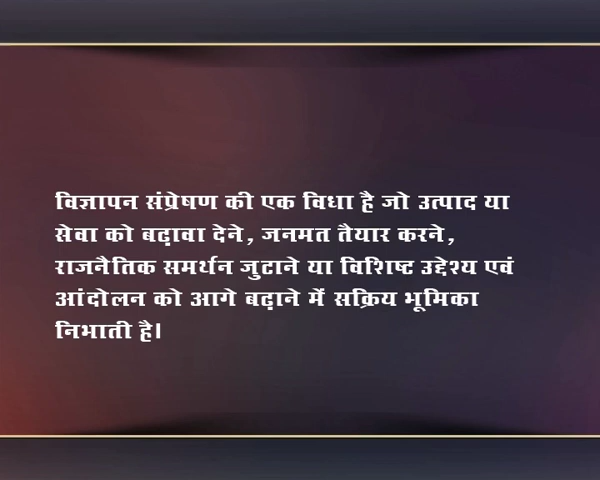 विज्ञापन संप्रेषण की एक विधा है जो उत्पाद या
सेवा को बढ़ावा देने, जनमत तैयार करने,
राजनैतिक समर्थन जुटाने या विशिष्ट उद्देश्य एवं
आंदोलन को आगे बढ़ाने में सक्रिय भूमिका
निभाती है।